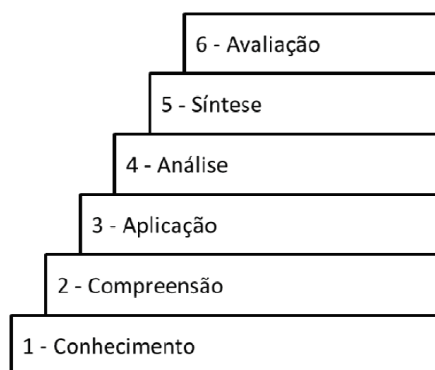 6 - Avaliação
5 - Síntese
4 - Análise
3 - Aplicação
2 - Compreensão
1 - Conhecimento